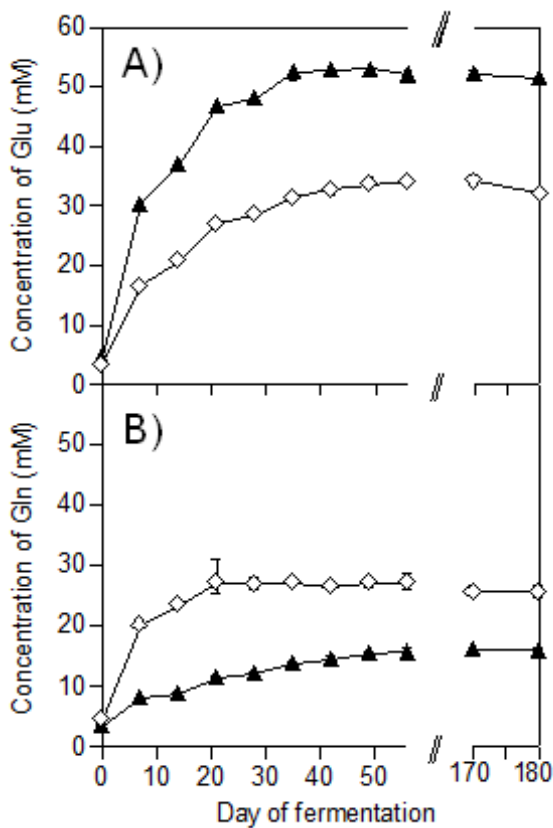 60
50
40
30
20
10
0
Concentration of Glu (mM)
A)
50
40
30
20
10
0
Concentration of Gln (mM)
B)
0 10 20 30 40 50 170 180
Day of fermentation